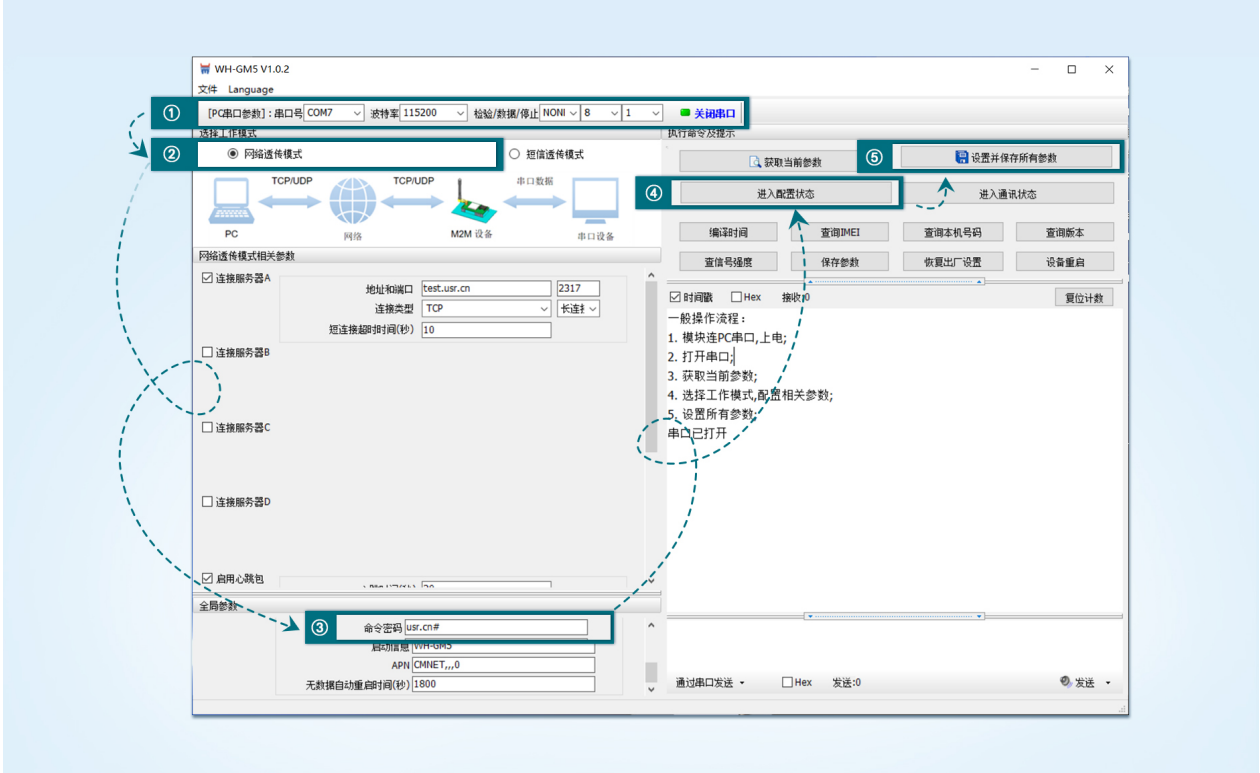 WH-GM5 V1.0.2
文件 Language
① [PC串口参数]：串口号 COM7 波特率 115200 检验/数据/停止 NONI 8 1 关闭串口
选择工作模式
② 网络透传模式 短信透传模式
TCP/UDP TCP/UDP 串口数据
PC 网络 M2M 设备 串口设备
网络透传模式相关参数
连接服务器A
地址和端口 test.usr.cn 2317
连接类型 TCP 长连接
短连接超时时间(秒) 10
连接服务器B
连接服务器C
连接服务器D
启用心跳包
全局参数
③ 命令密码 usr.cn#
启动信息 WH-GM5
APN CMNET,,,0
无数据自动重启时间(秒) 1800
执行命令及提示
获取当前参数 ⑤ 设置并保存所有参数
④ 进入配置状态 进入通讯状态
编译时间 查询IMEI 查询本机号码 查询版本
查信号强度 保存参数 恢复出厂设置 设备重启
时间戳 Hex 接收:0 复位计数
一般操作流程：
1. 模块连PC串口,上电;
2. 打开串口;
3. 获取当前参数;
4. 选择工作模式,配置相关参数;
5. 设置所有参数;
串口已打开
通过串口发送 Hex 发送:0 发送